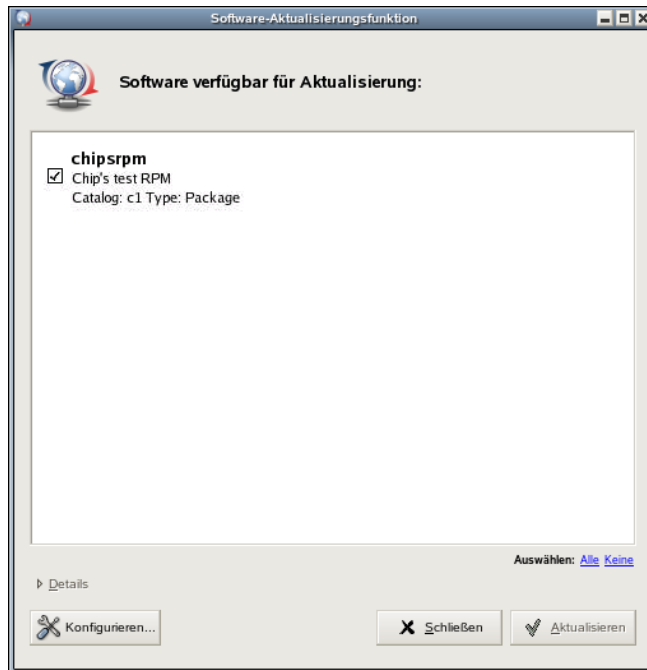 Software-Aktualisierungsfunktion
Software verfügbar für Aktualisierung:
chipsrpm
Chip's test RPM
Catalog: c1 Type: Package
Auswählen: Alle Keine
Details
Konfigurieren...
Schließen
Aktualisieren